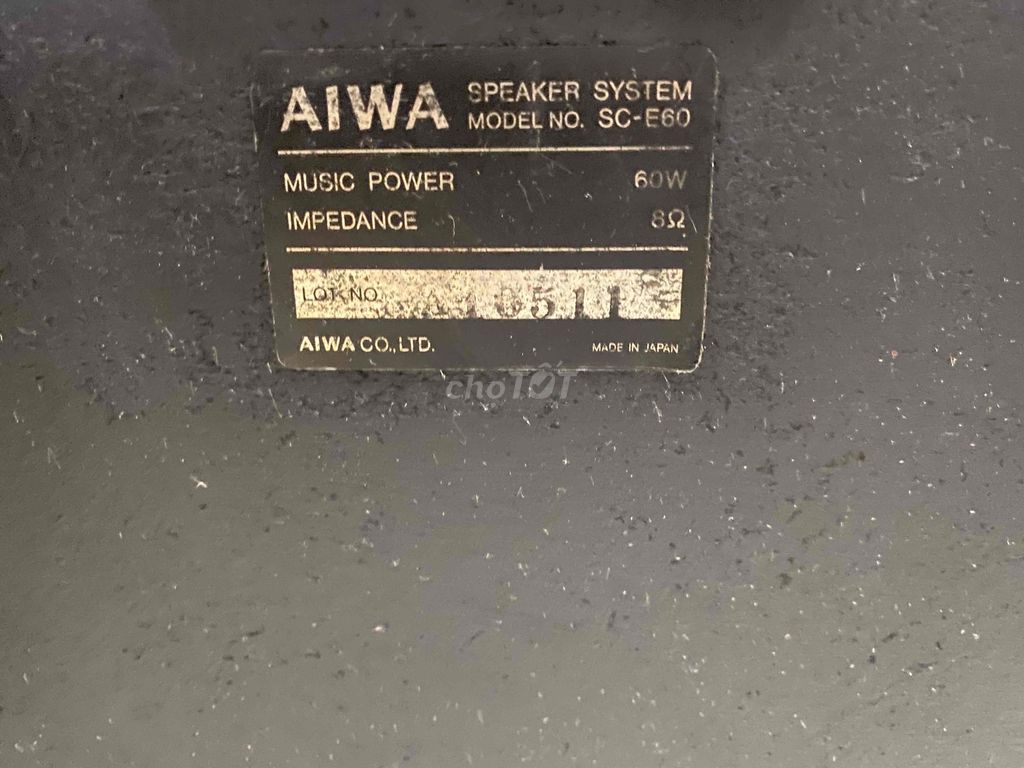 AIWA SPEAKER SYSTEM
MODEL NO. SC-E60
MUSIC POWER 60W
IMPEDANCE 8Ω
LOT NO.
AIWA CO., LTD. MADE IN JAPAN
choTỐT